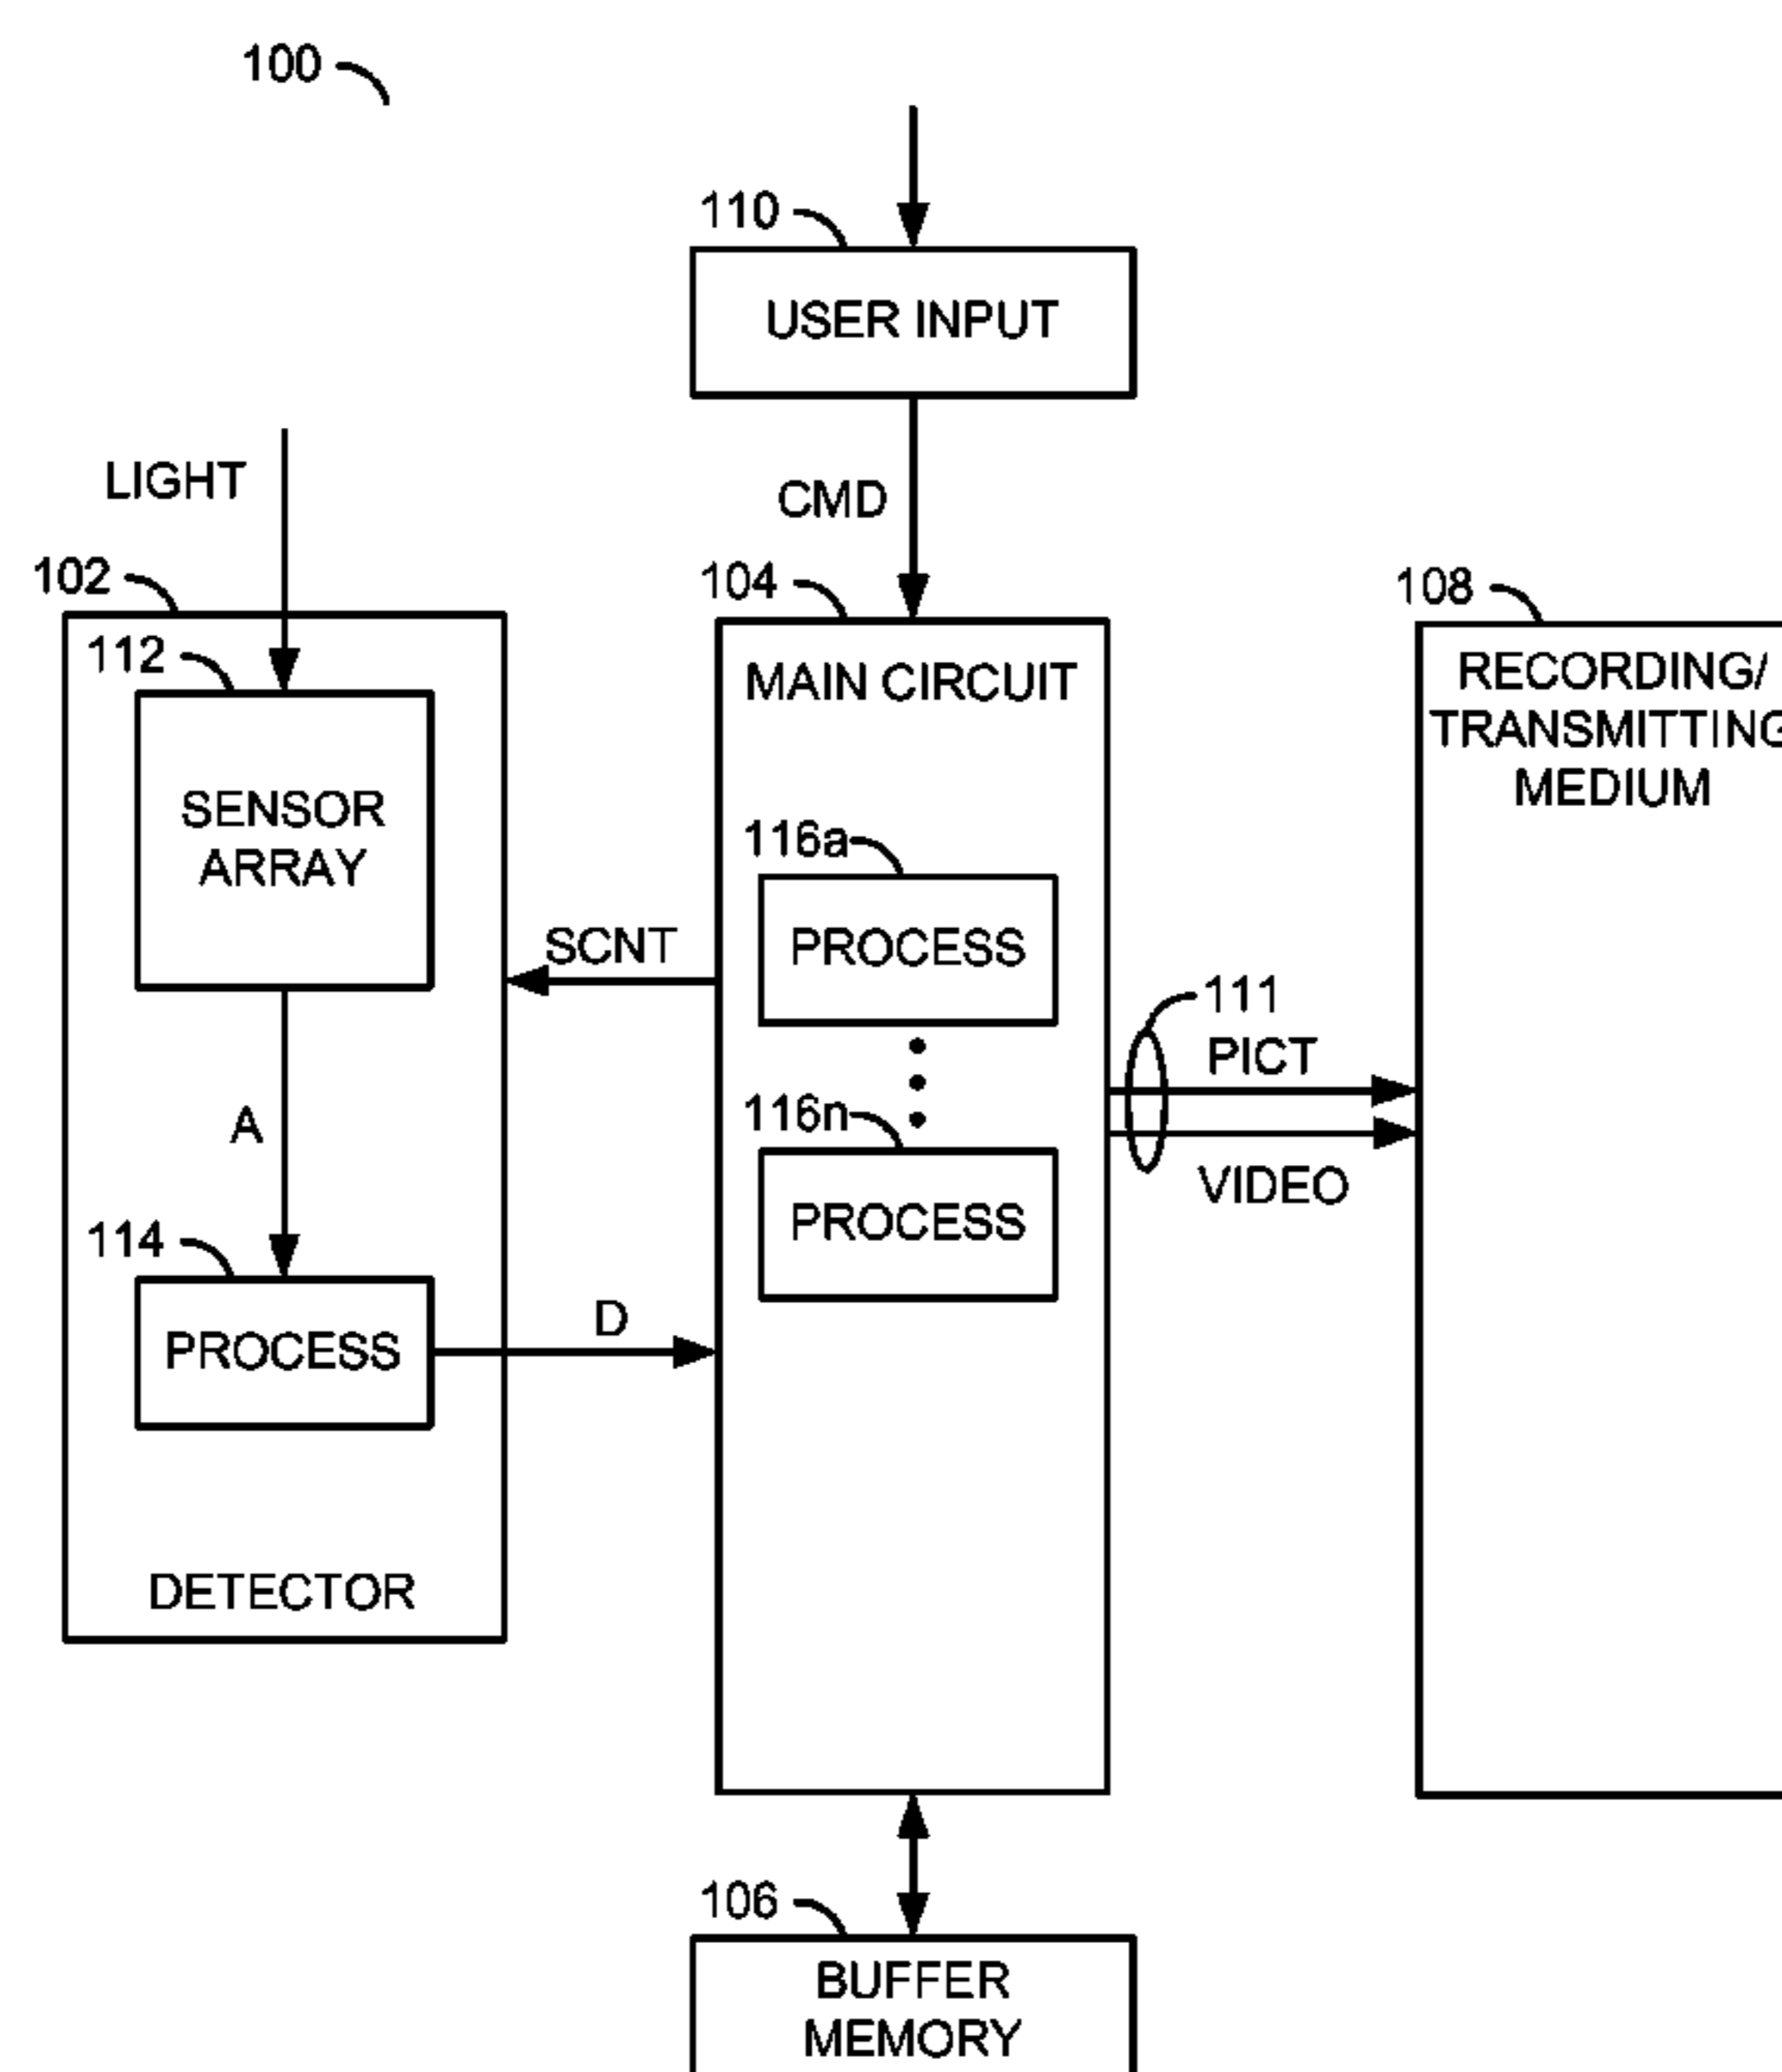 100
110
USER INPUT
LIGHT
CMD
102
104
108
112
MAIN CIRCUIT
RECORDING/
TRANSMITTING
MEDIUM
SENSOR
ARRAY
116a
PROCESS
SCNT
111
PICT
A
116n
VIDEO
PROCESS
114
D
PROCESS
DETECTOR
106
BUFFER
MEMORY